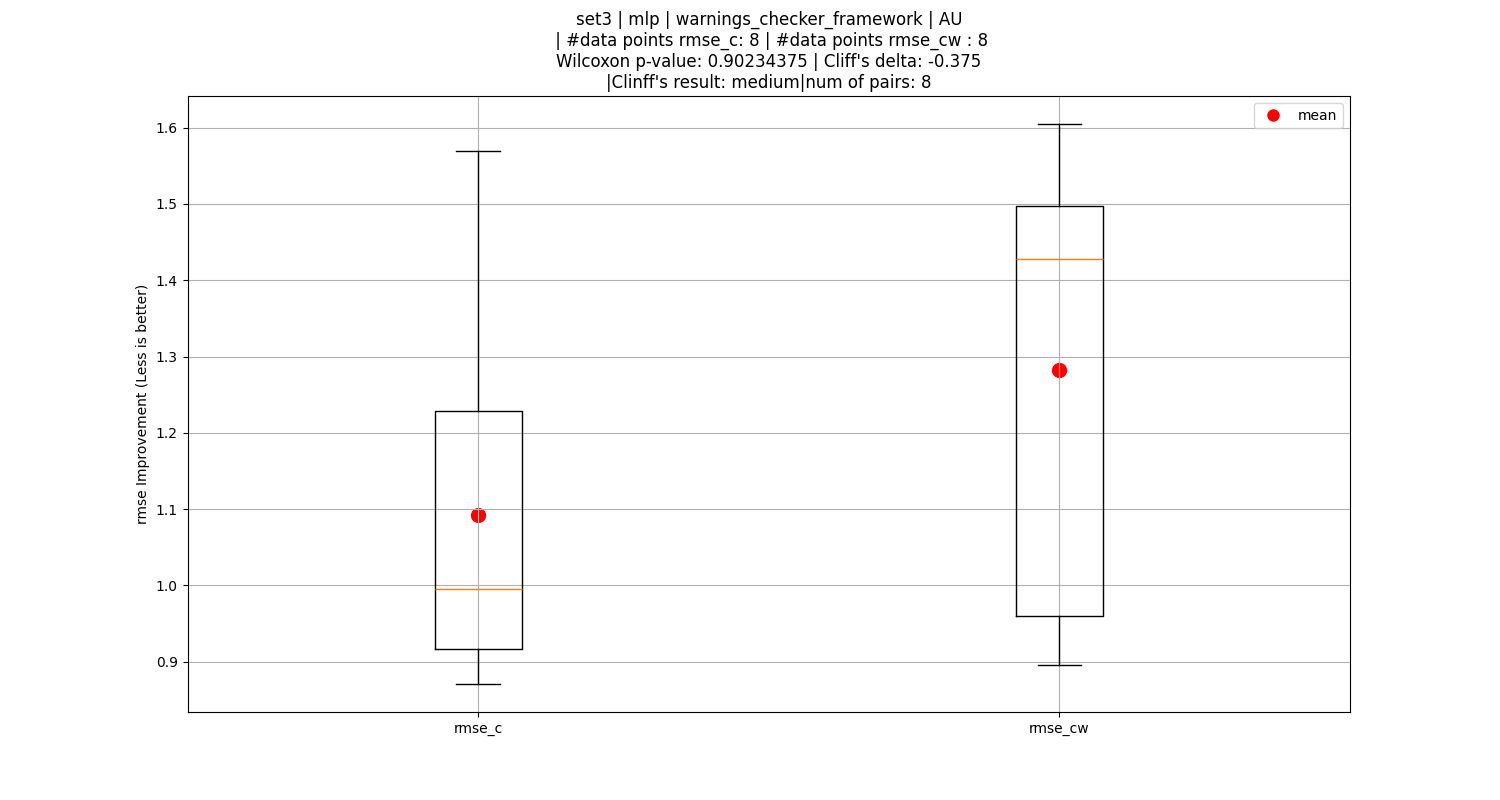 set3 | mlp | warnings_checker_framework | AU
| #data points rmse_c: 8 | #data points rmse_cw : 8
Wilcoxon p-value: 0.90234375 | Cliff's delta: -0.375
|Clinff's result: medium|num of pairs: 8
mean
rmse Improvement (Less is better)
1.6
1.5
1.4
1.3
1.2
1.1
1.0
0.9
rmse_c
rmse_cw